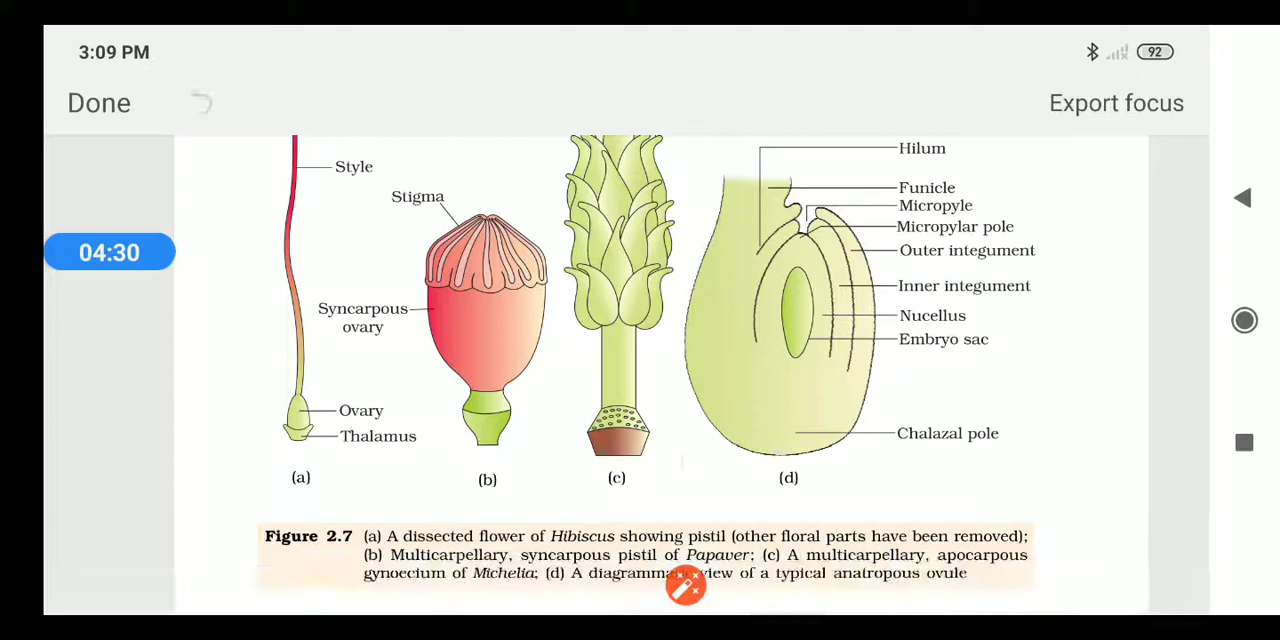 3:09 PM
92
Done
Export focus
04:30
Style
Stigma
Syncarpous
ovary
Ovary
Thalamus
Hilum
Funicle
Micropyle
Micropylar pole
Outer integument
Inner integument
Nucellus
Embryo sac
Chalazal pole
(a)
(b)
(c)
(d)
Figure 2.7 (a) A dissected flower of Hibiscus showing pistil (other floral parts have been removed);
(b) Multicarpellary, syncarpous pistil of Papaver; (c) A multicarpellary, apocarpous
gynoecium of Michelia; (d) A view of a typical anatropous ovule